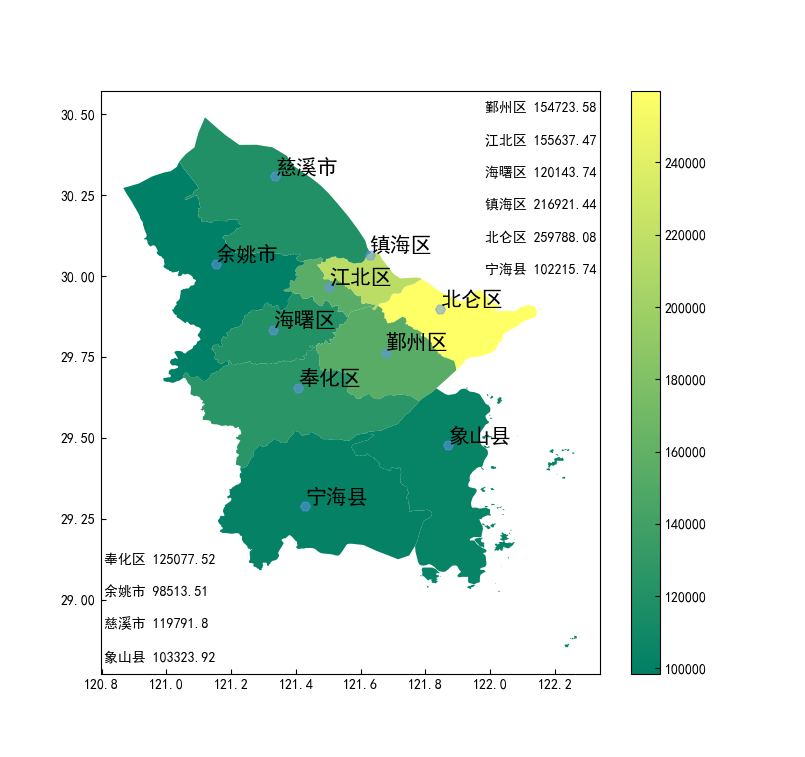 30.50
30.25
30.00
29.75
29.50
29.25
29.00
120.8
121.0
121.2
121.4
121.6
121.8
122.0
122.2
鄞州区 154723.58
江北区 155637.47
海曙区 120143.74
镇海区 216921.44
北仑区 259788.08
宁海县 102215.74
慈溪市
镇海区
余姚市
江北区
北仑区
海曙区
鄞州区
奉化区
象山县
宁海县
奉化区 125077.52
余姚市 98513.51
慈溪市 119791.8
象山县 103323.92
240000
220000
200000
180000
160000
140000
120000
100000